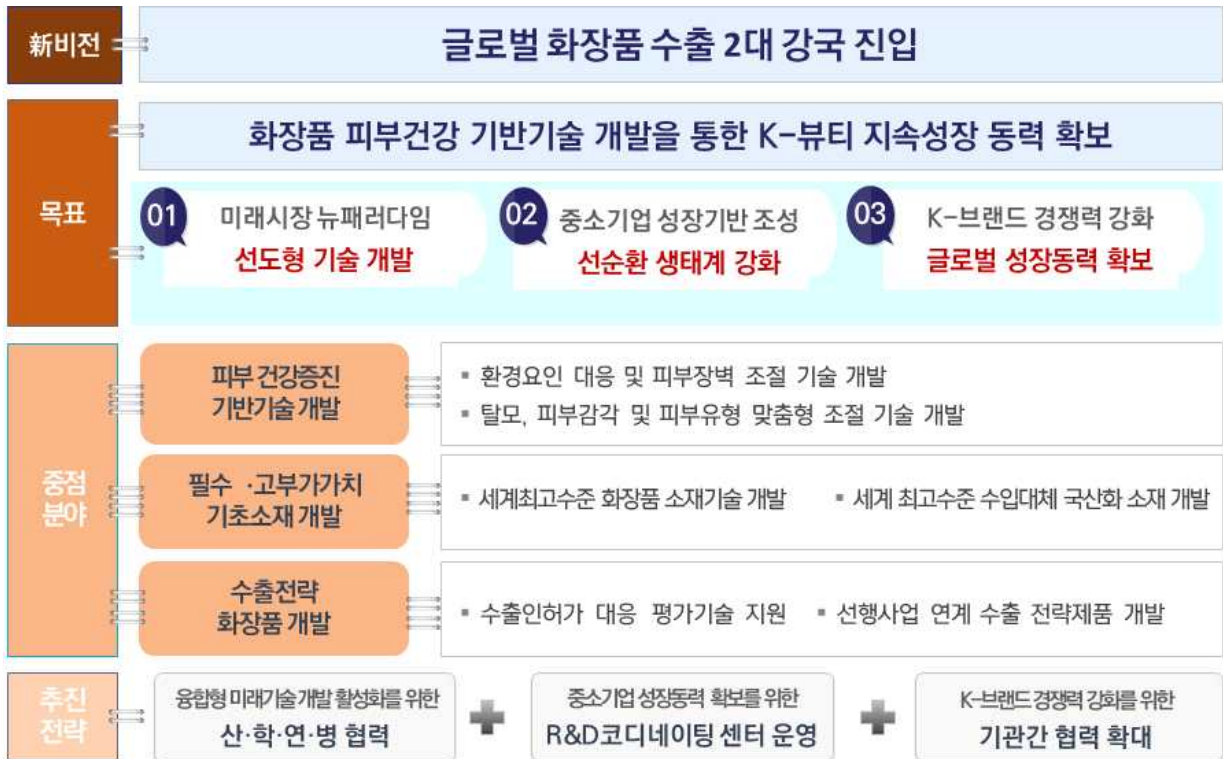 新비전
글로벌 화장품 수출 2대 강국 진입
목표
화장품 피부건강 기반기술 개발을 통한 K-뷰티 지속성장 동력 확보
01
미래시장 뉴패러다임
선도형 기술 개발
02
중소기업 성장기반 조성
선순환 생태계 강화
03
K-브랜드 경쟁력 강화
글로벌 성장동력 확보
중점
분야
피부 건강증진
기반기술 개발
▪ 환경요인 대응 및 피부장벽 조절 기술 개발
▪ 탈모, 피부감각 및 피부유형 맞춤형 조절 기술 개발
필수 ·고부가가치
기초소재 개발
▪ 세계최고수준 화장품 소재기술 개발 ▪ 세계 최고수준 수입대체 국산화 소재 개발
수출전략
화장품 개발
▪ 수출인허가 대응 평가기술 지원 ▪ 선행사업 연계 수출 전략제품 개발
추진
전략
융합형 미래기술 개발 활성화를 위한
산·학·연·병 협력
중소기업 성장동력 확보를 위한
R&D코디네이팅 센터 운영
K-브랜드 경쟁력 강화를 위한
기관간 협력 확대